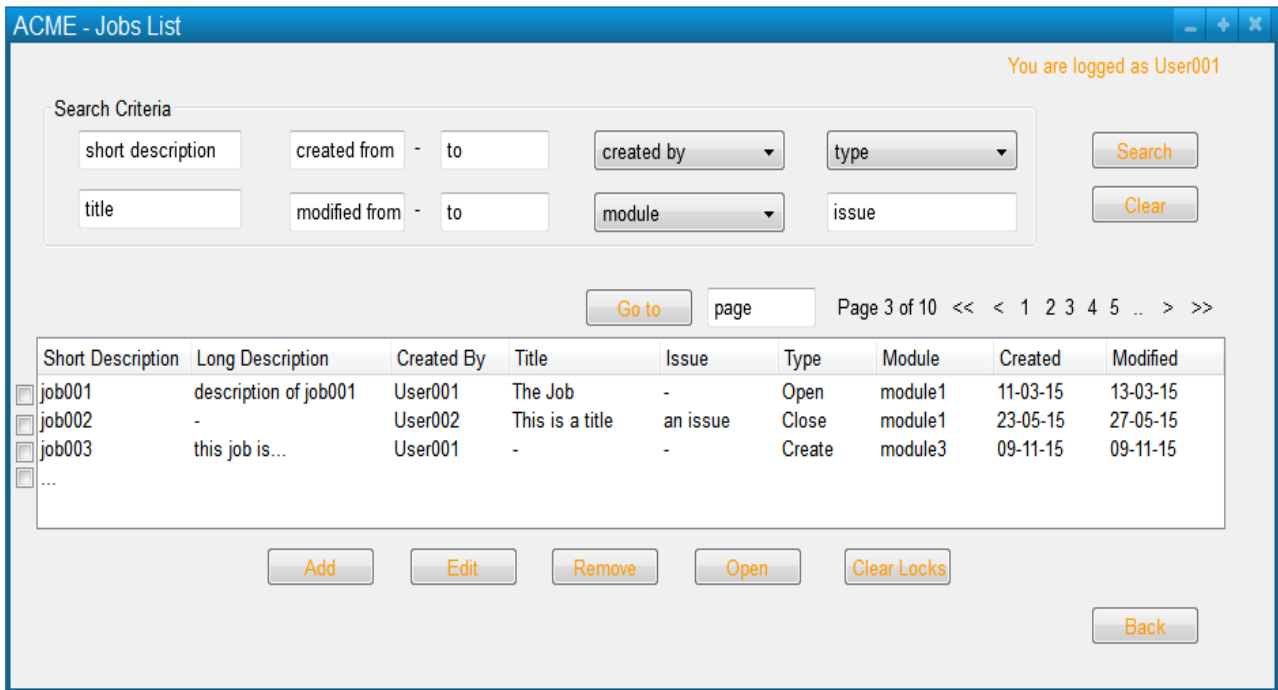 ACME - Jobs List
You are logged as User001
Search Criteria
short description created from - to created by type Search
title modified from - to module issue Clear
Go to page Page 3 of 10 << < 1 2 3 4 5 .. > >>
Short Description Long Description Created By Title Issue Type Module Created Modified
job001 description of job001 User001 The Job - Open module1 11-03-15 13-03-15
job002 - User002 This is a title an issue Close module1 23-05-15 27-05-15
job003 this job is... User001 - - Create module3 09-11-15 09-11-15
...
Add Edit Remove Open Clear Locks
Back